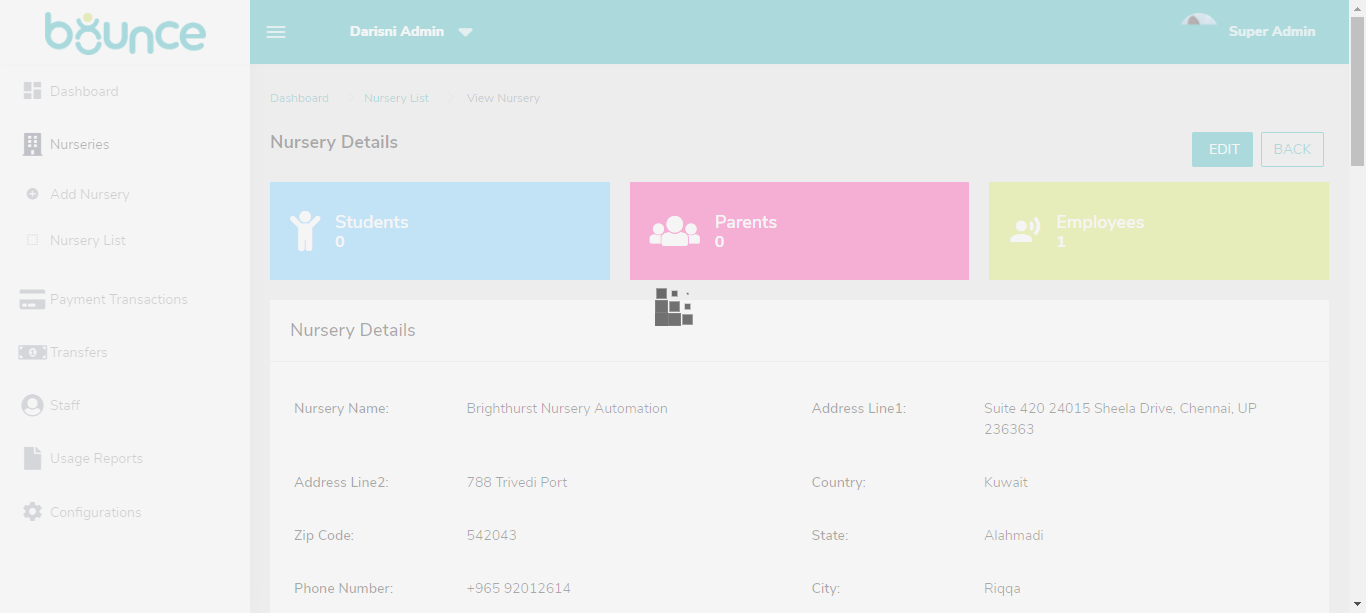 bounce
Darisni Admin
Super Admin
Dashboard
Nurseries
Add Nursery
Nursery List
Payment Transactions
Transfers
Staff
Usage Reports
Configurations
Dashboard Nursery List View Nursery
Nursery Details
EDIT BACK
Students
0
Parents
0
Employees
1
Nursery Details
Nursery Name: Brighthurst Nursery Automation
Address Line1: Suite 420 24015 Sheela Drive, Chennai, UP
236363
Address Line2: 788 Trivedi Port
Country: Kuwait
Zip Code: 542043
State: Alahmadi
Phone Number: +965 92012614
City: Riqqa